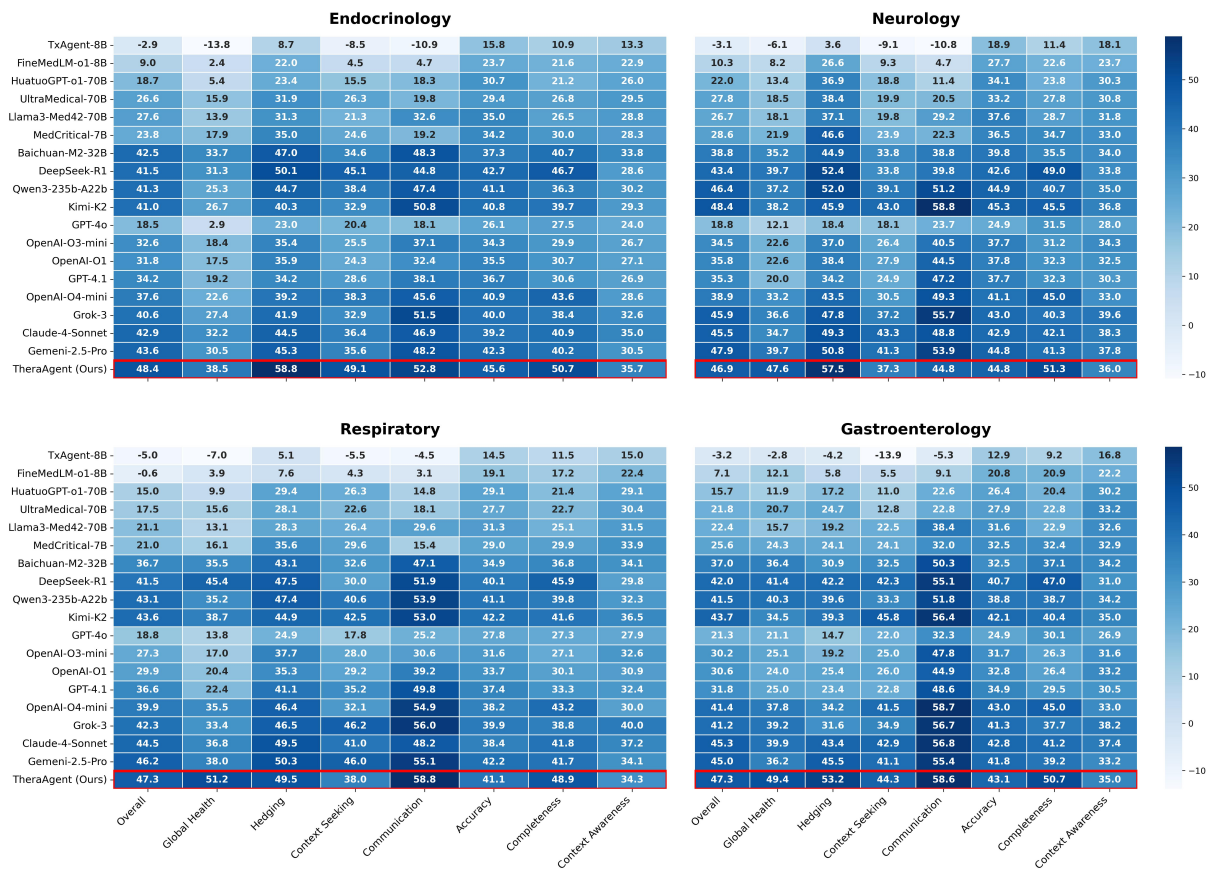 Endocrinology
TxAgent-8B -2.9 -13.8 8.7 -8.5 -10.9 15.8 10.9 13.3
FineMedLM-o1-8B 9.0 2.4 22.0 4.5 4.7 23.7 21.6 22.9
HuatuoGPT-o1-70B 18.7 5.4 23.4 15.5 18.3 30.7 21.2 26.0
UltraMedical-70B 26.6 15.9 31.9 26.3 19.8 29.4 26.8 29.5
Llama3-Med42-70B 27.6 13.9 31.3 21.3 32.6 35.0 26.5 28.8
MedCritical-7B 23.8 17.9 35.0 24.6 19.2 34.2 30.0 28.3
Baichuan-M2-32B 42.5 33.7 47.0 34.6 48.3 37.3 40.7 33.8
DeepSeek-R1 41.5 31.3 50.1 45.1 44.8 42.7 46.7 28.6
Qwen3-235b-A22b 41.3 25.3 44.7 38.4 47.4 41.1 36.3 30.2
Kimi-K2 41.0 26.7 40.3 32.9 50.8 40.8 39.7 29.3
GPT-4o 18.5 2.9 23.0 20.4 18.1 26.1 27.5 24.0
OpenAI-O3-mini 32.6 18.4 35.4 25.5 37.1 34.3 29.9 26.7
OpenAI-O1 31.8 17.5 35.9 24.3 32.4 35.5 30.7 27.1
GPT-4.1 34.2 19.2 34.2 28.6 38.1 36.7 30.6 26.9
OpenAI-O4-mini 37.6 22.6 39.2 38.3 45.6 40.9 43.6 28.6
Grok-3 40.6 27.4 41.9 32.9 51.5 40.0 38.4 32.6
Claude-4-Sonnet 42.9 32.2 44.5 36.4 46.9 39.2 40.9 35.0
Gemeni-2.5-Pro 43.6 30.5 45.3 35.6 48.2 42.3 40.2 30.5
TheraAgent (Ours) 48.4 38.5 58.8 49.1 52.8 45.6 50.7 35.7
Neurology
-3.1 -6.1 3.6 -9.1 -10.8 18.9 11.4 18.1
10.3 8.2 26.6 9.3 4.7 27.7 22.6 23.7
22.0 13.4 36.9 18.8 11.4 34.1 23.8 30.3
27.8 18.5 38.4 19.9 20.5 33.2 27.8 30.8
26.7 18.1 37.1 19.8 29.2 37.6 28.7 31.8
28.6 21.9 46.6 23.9 22.3 36.5 34.7 33.0
38.8 35.2 44.9 33.8 38.8 39.8 35.5 34.0
43.4 39.7 52.4 33.8 39.8 42.6 49.0 33.8
46.4 37.2 52.0 39.1 51.2 44.9 40.7 35.0
48.4 38.2 45.9 43.0 58.8 45.3 45.5 36.8
18.8 12.1 18.4 18.1 23.7 24.9 31.5 28.0
34.5 22.6 37.0 26.4 40.5 37.7 31.2 34.3
35.8 22.6 38.4 27.9 44.5 37.8 32.3 32.5
35.3 20.0 34.2 24.9 47.2 37.7 32.3 30.3
38.9 33.2 43.5 30.5 49.3 41.1 45.0 33.0
45.9 36.6 47.8 37.2 55.7 43.0 40.3 39.6
45.5 34.7 49.3 43.3 48.8 42.9 42.1 38.3
47.9 39.7 50.8 41.3 53.9 44.8 41.3 37.8
46.9 47.6 57.5 37.3 44.8 44.8 51.3 36.0
50
40
30
20
10
0
−10
Respiratory
TxAgent-8B -5.0 -7.0 5.1 -5.5 -4.5 14.5 11.5 15.0
FineMedLM-o1-8B -0.6 3.9 7.6 4.3 3.1 19.1 17.2 22.4
HuatuoGPT-o1-70B 15.0 9.9 29.4 26.3 14.8 29.1 21.4 29.1
UltraMedical-70B 17.5 15.6 28.1 22.6 18.1 27.7 22.7 30.4
Llama3-Med42-70B 21.1 13.1 28.3 26.4 29.6 31.3 25.1 31.5
MedCritical-7B 21.0 16.1 35.6 29.6 15.4 29.0 29.9 33.9
Baichuan-M2-32B 36.7 35.5 43.1 32.6 47.1 39.6 36.8 34.1
DeepSeek-R1 41.5 45.4 47.5 30.0 51.9 40.1 45.9 29.8
Qwen3-235b-A22b 43.1 35.2 47.4 40.6 53.9 41.1 39.8 32.3
Kimi-K2 43.6 38.7 44.9 42.2 53.0 42.8 41.6 36.5
GPT-4o 18.8 13.8 24.9 17.8 25.2 27.8 27.3 27.9
OpenAI-O3-mini 27.3 17.0 37.7 28.0 30.6 31.6 27.1 32.6
OpenAI-O1 29.9 20.4 35.3 29.2 39.2 33.7 30.1 30.9
GPT-4.1 36.6 22.4 41.1 35.2 49.8 37.4 33.3 32.4
OpenAI-O4-mini 39.9 35.5 46.4 32.1 54.9 38.2 43.2 30.0
Grok-3 42.3 33.4 46.5 46.2 56.0 39.0 38.8 40.0
Claude-4-Sonnet 44.5 36.8 49.5 41.0 48.2 38.4 41.8 37.2
Gemeni-2.5-Pro 46.2 38.0 50.3 46.0 55.1 42.2 41.7 34.1
TheraAgent (Ours) 47.3 51.2 49.5 38.0 58.8 41.1 48.9 34.3
Overall
Global Health
Hedging
Context Seeking
Communication
Accuracy
Completeness
Context Awareness
Gastroenterology
-3.2 -2.8 -4.2 -13.9 -5.3 12.9 9.2 16.8
7.1 12.1 5.8 5.5 9.1 20.8 20.9 22.2
15.7 11.9 17.2 11.0 22.6 26.4 20.4 30.2
21.8 20.7 24.7 12.8 22.8 27.9 22.8 33.2
22.4 15.7 19.2 22.5 38.4 31.6 22.9 32.6
25.6 24.3 24.1 24.1 32.0 32.5 32.4 32.9
37.0 36.4 30.9 32.5 50.3 32.5 37.1 34.2
42.0 41.4 42.2 42.3 55.1 40.7 47.0 31.0
41.5 40.3 39.6 33.3 51.8 38.8 38.7 34.2
43.7 34.5 39.3 45.8 56.4 42.1 40.4 35.0
21.3 21.1 14.7 22.0 32.3 24.9 30.1 26.9
30.2 25.1 19.2 25.0 47.8 31.7 26.3 31.6
30.6 24.0 25.4 26.0 44.9 32.8 26.4 33.2
31.8 25.0 23.4 22.8 48.6 34.9 29.5 30.5
41.4 37.8 34.2 41.5 58.7 43.0 45.0 33.0
41.2 39.2 31.6 34.9 56.7 41.3 37.7 38.2
45.3 39.9 43.4 42.9 56.8 42.8 41.2 37.4
45.0 36.2 45.5 41.1 55.4 41.8 39.2 33.2
47.3 49.4 53.2 44.3 58.6 43.1 50.7 35.0
Overall
Global Health
Hedging
Context Seeking
Communication
Accuracy
Completeness
Context Awareness
50
40
30
20
10
0
−10